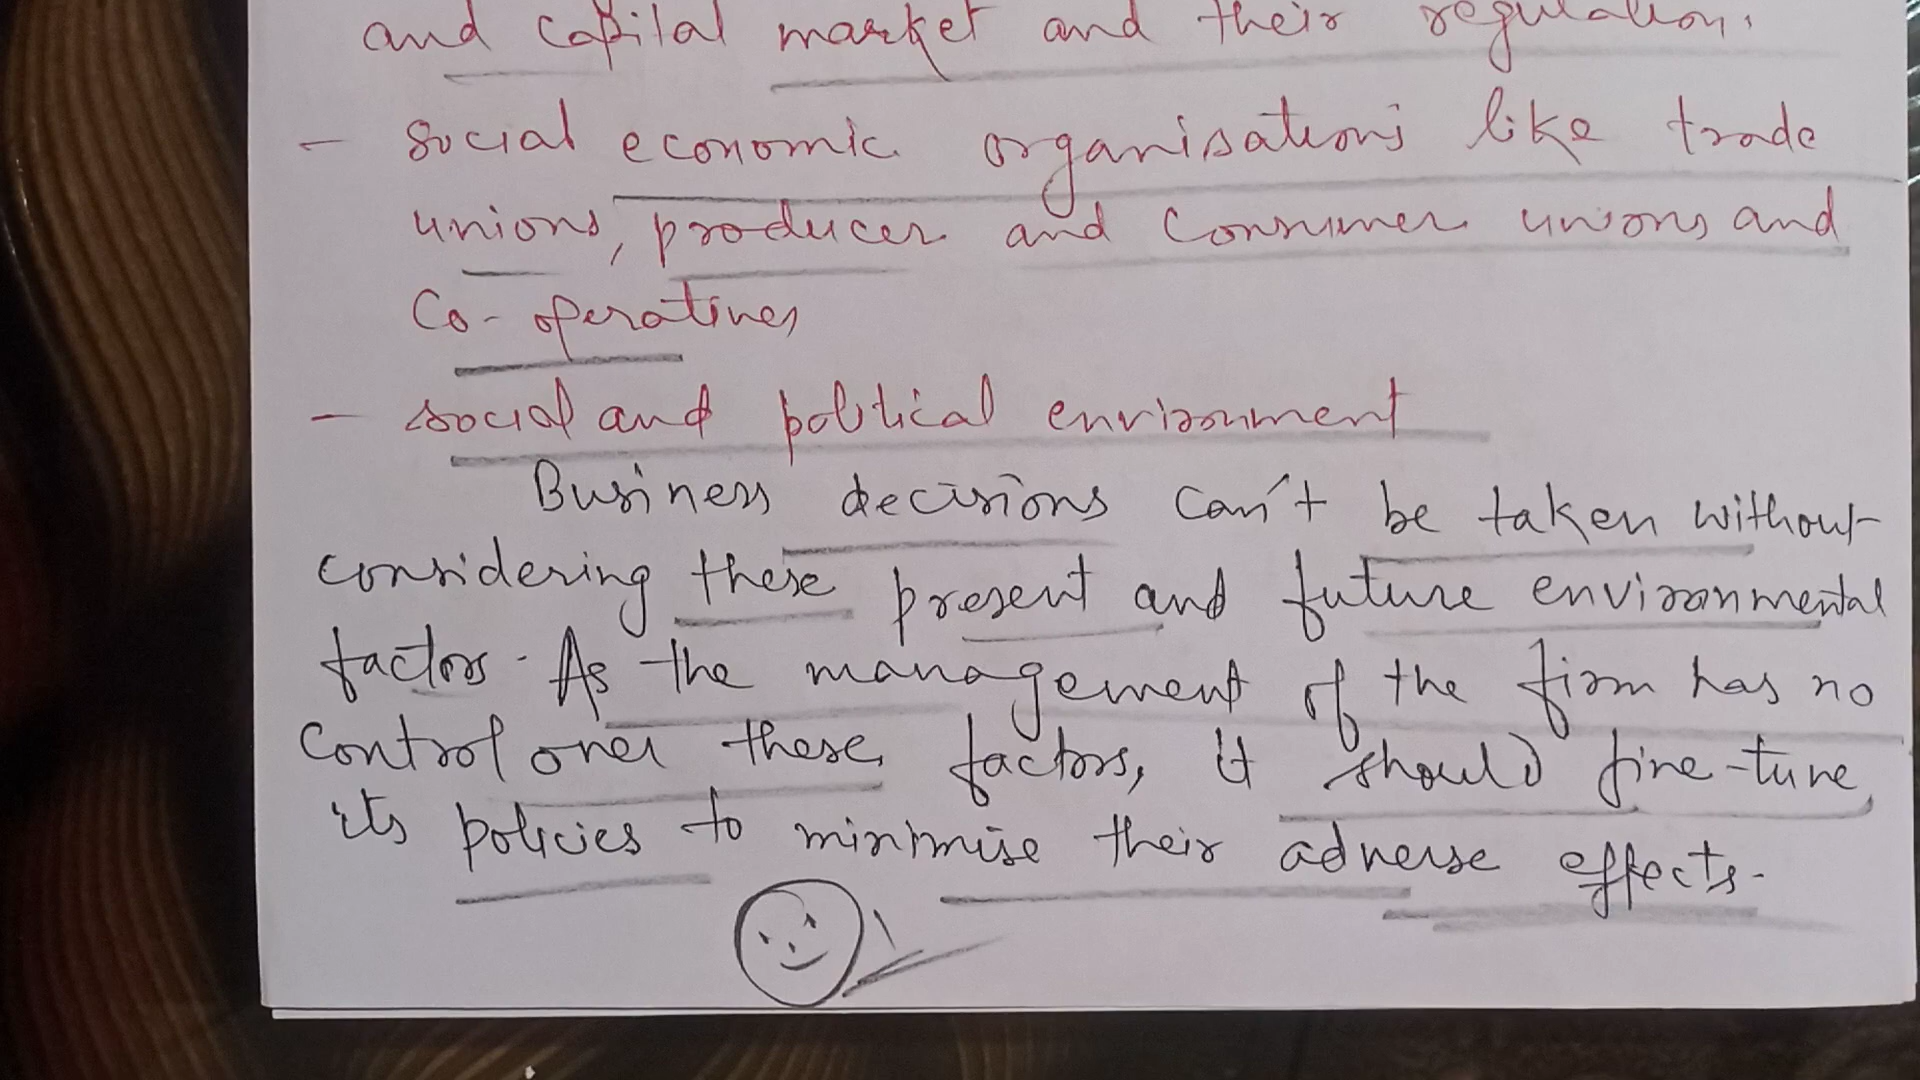 and capital market and their regulation.
- Social economic organisations like trade
unions, producer and Consumer unions and
Co-operatives
- social and political environment
Business decisions can't be taken without
considering these present and future environmental
factors. As the management of the firm has no
Control over these factors, it should fine-tune
its policies to minimise their adverse effects.